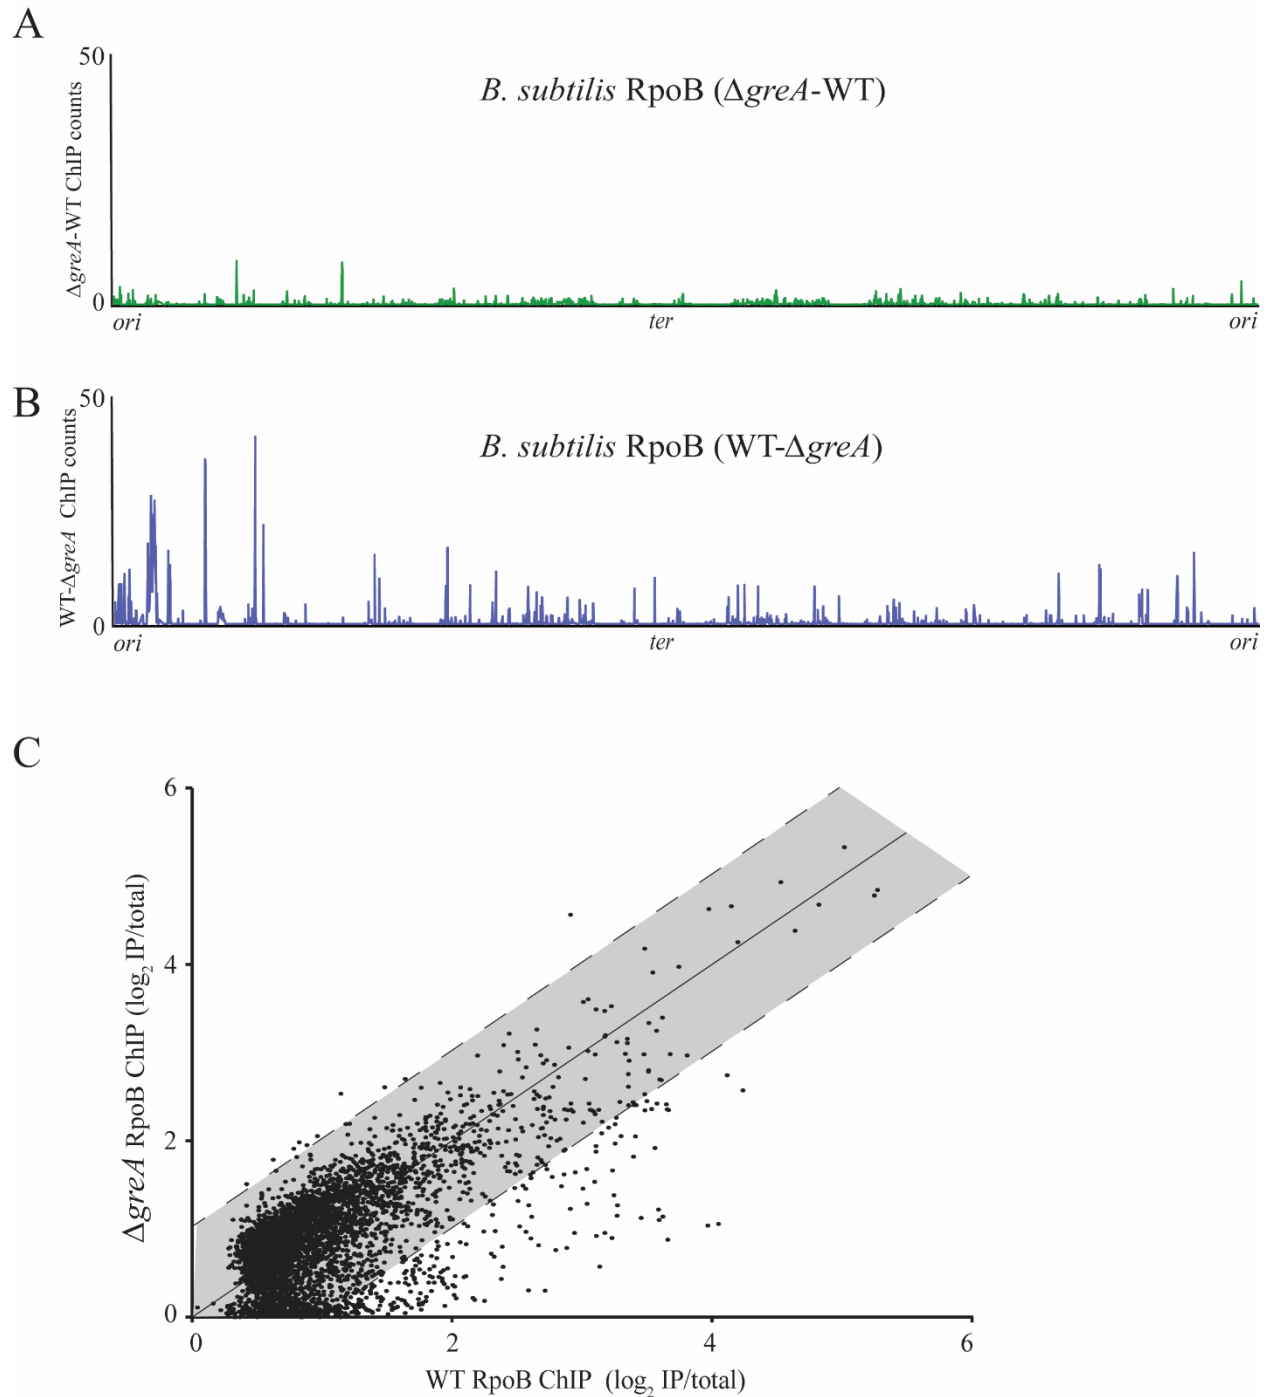 A
50
B. subtilis RpoB (ΔgreA-WT)
ΔgreA-WT ChIP counts
0
ori ter ori
B
50
B. subtilis RpoB (WT-ΔgreA)
WT-ΔgreA ChIP counts
0
ori ter ori
C
6
4
2
0
ΔgreA RpoB ChIP (log₂ IP/total)
0 2 4 6
WT RpoB ChIP (log₂ IP/total)